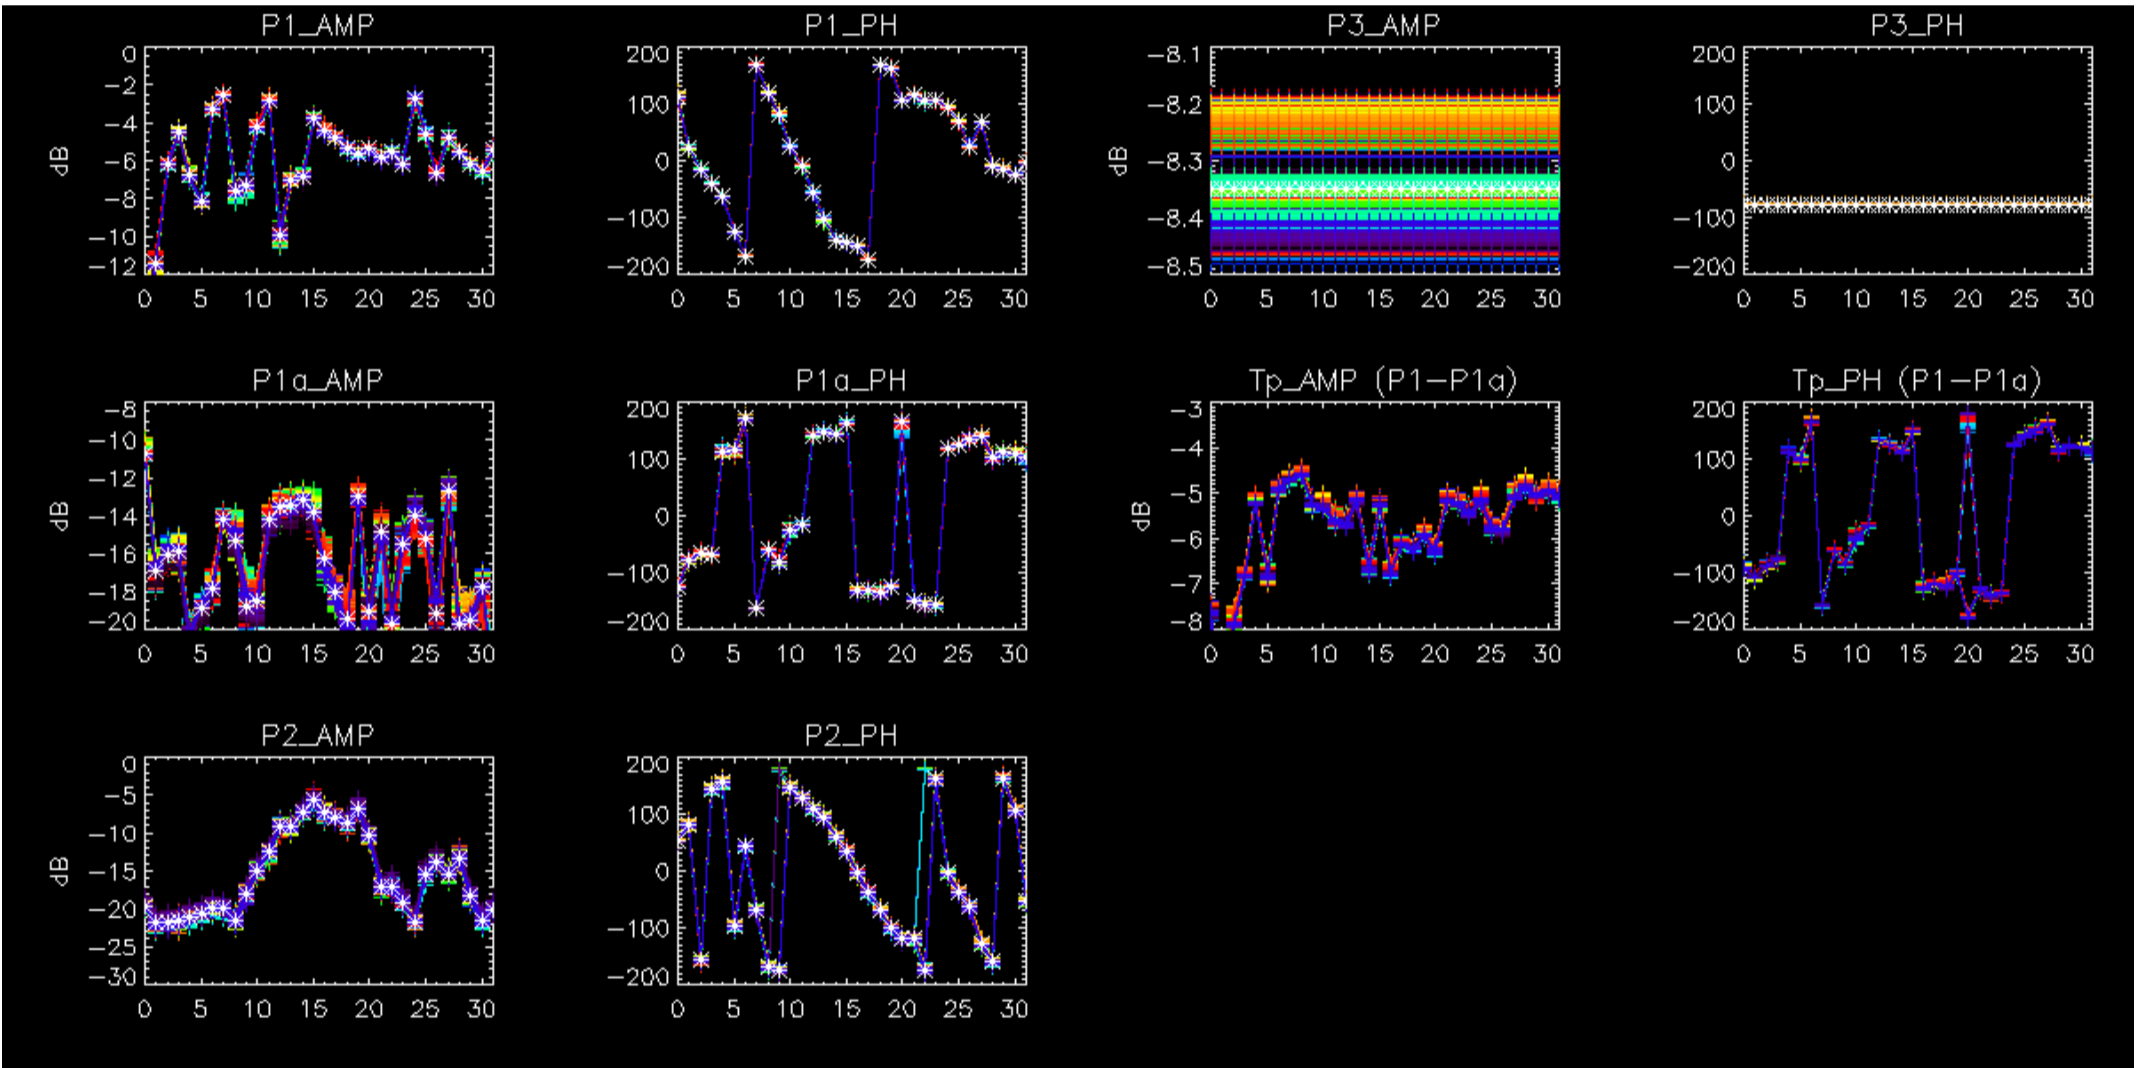 P1_AMP
P1_PH
P3_AMP
P3_PH
0
-2
-4
-6
-8
-10
-12
dB
0 5 10 15 20 25 30
200
100
0
-100
-200
0 5 10 15 20 25 30
-8.1
-8.2
-8.3
-8.4
-8.5
dB
0 5 10 15 20 25 30
200
100
0
-100
-200
0 5 10 15 20 25 30
P1a_AMP
P1a_PH
Tp_AMP (P1-P1a)
Tp_PH (P1-P1a)
-8
-10
-12
-14
-16
-18
-20
dB
0 5 10 15 20 25 30
200
100
0
-100
-200
0 5 10 15 20 25 30
-3
-4
-5
-6
-7
-8
dB
0 5 10 15 20 25 30
200
100
0
-100
-200
0 5 10 15 20 25 30
P2_AMP
P2_PH
0
-5
-10
-15
-20
-25
-30
dB
0 5 10 15 20 25 30
200
100
0
-100
-200
0 5 10 15 20 25 30